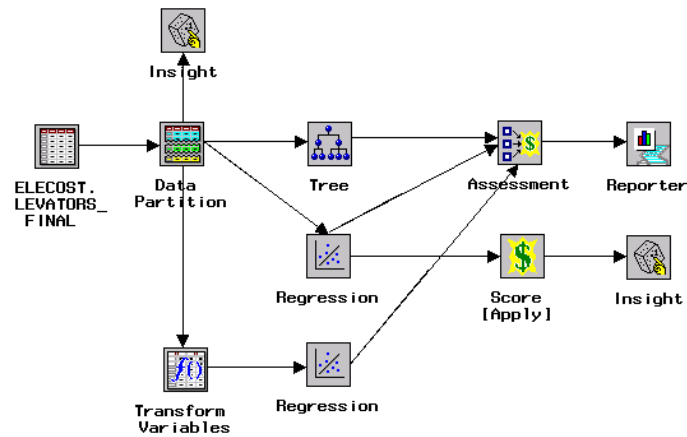 Insight
ELECOST.
LEVATORS_
FINAL
Data
Partition
Tree
Assessment
Reporter
Regression
Score
[Apply]
Insight
Transform
Variables
Regression